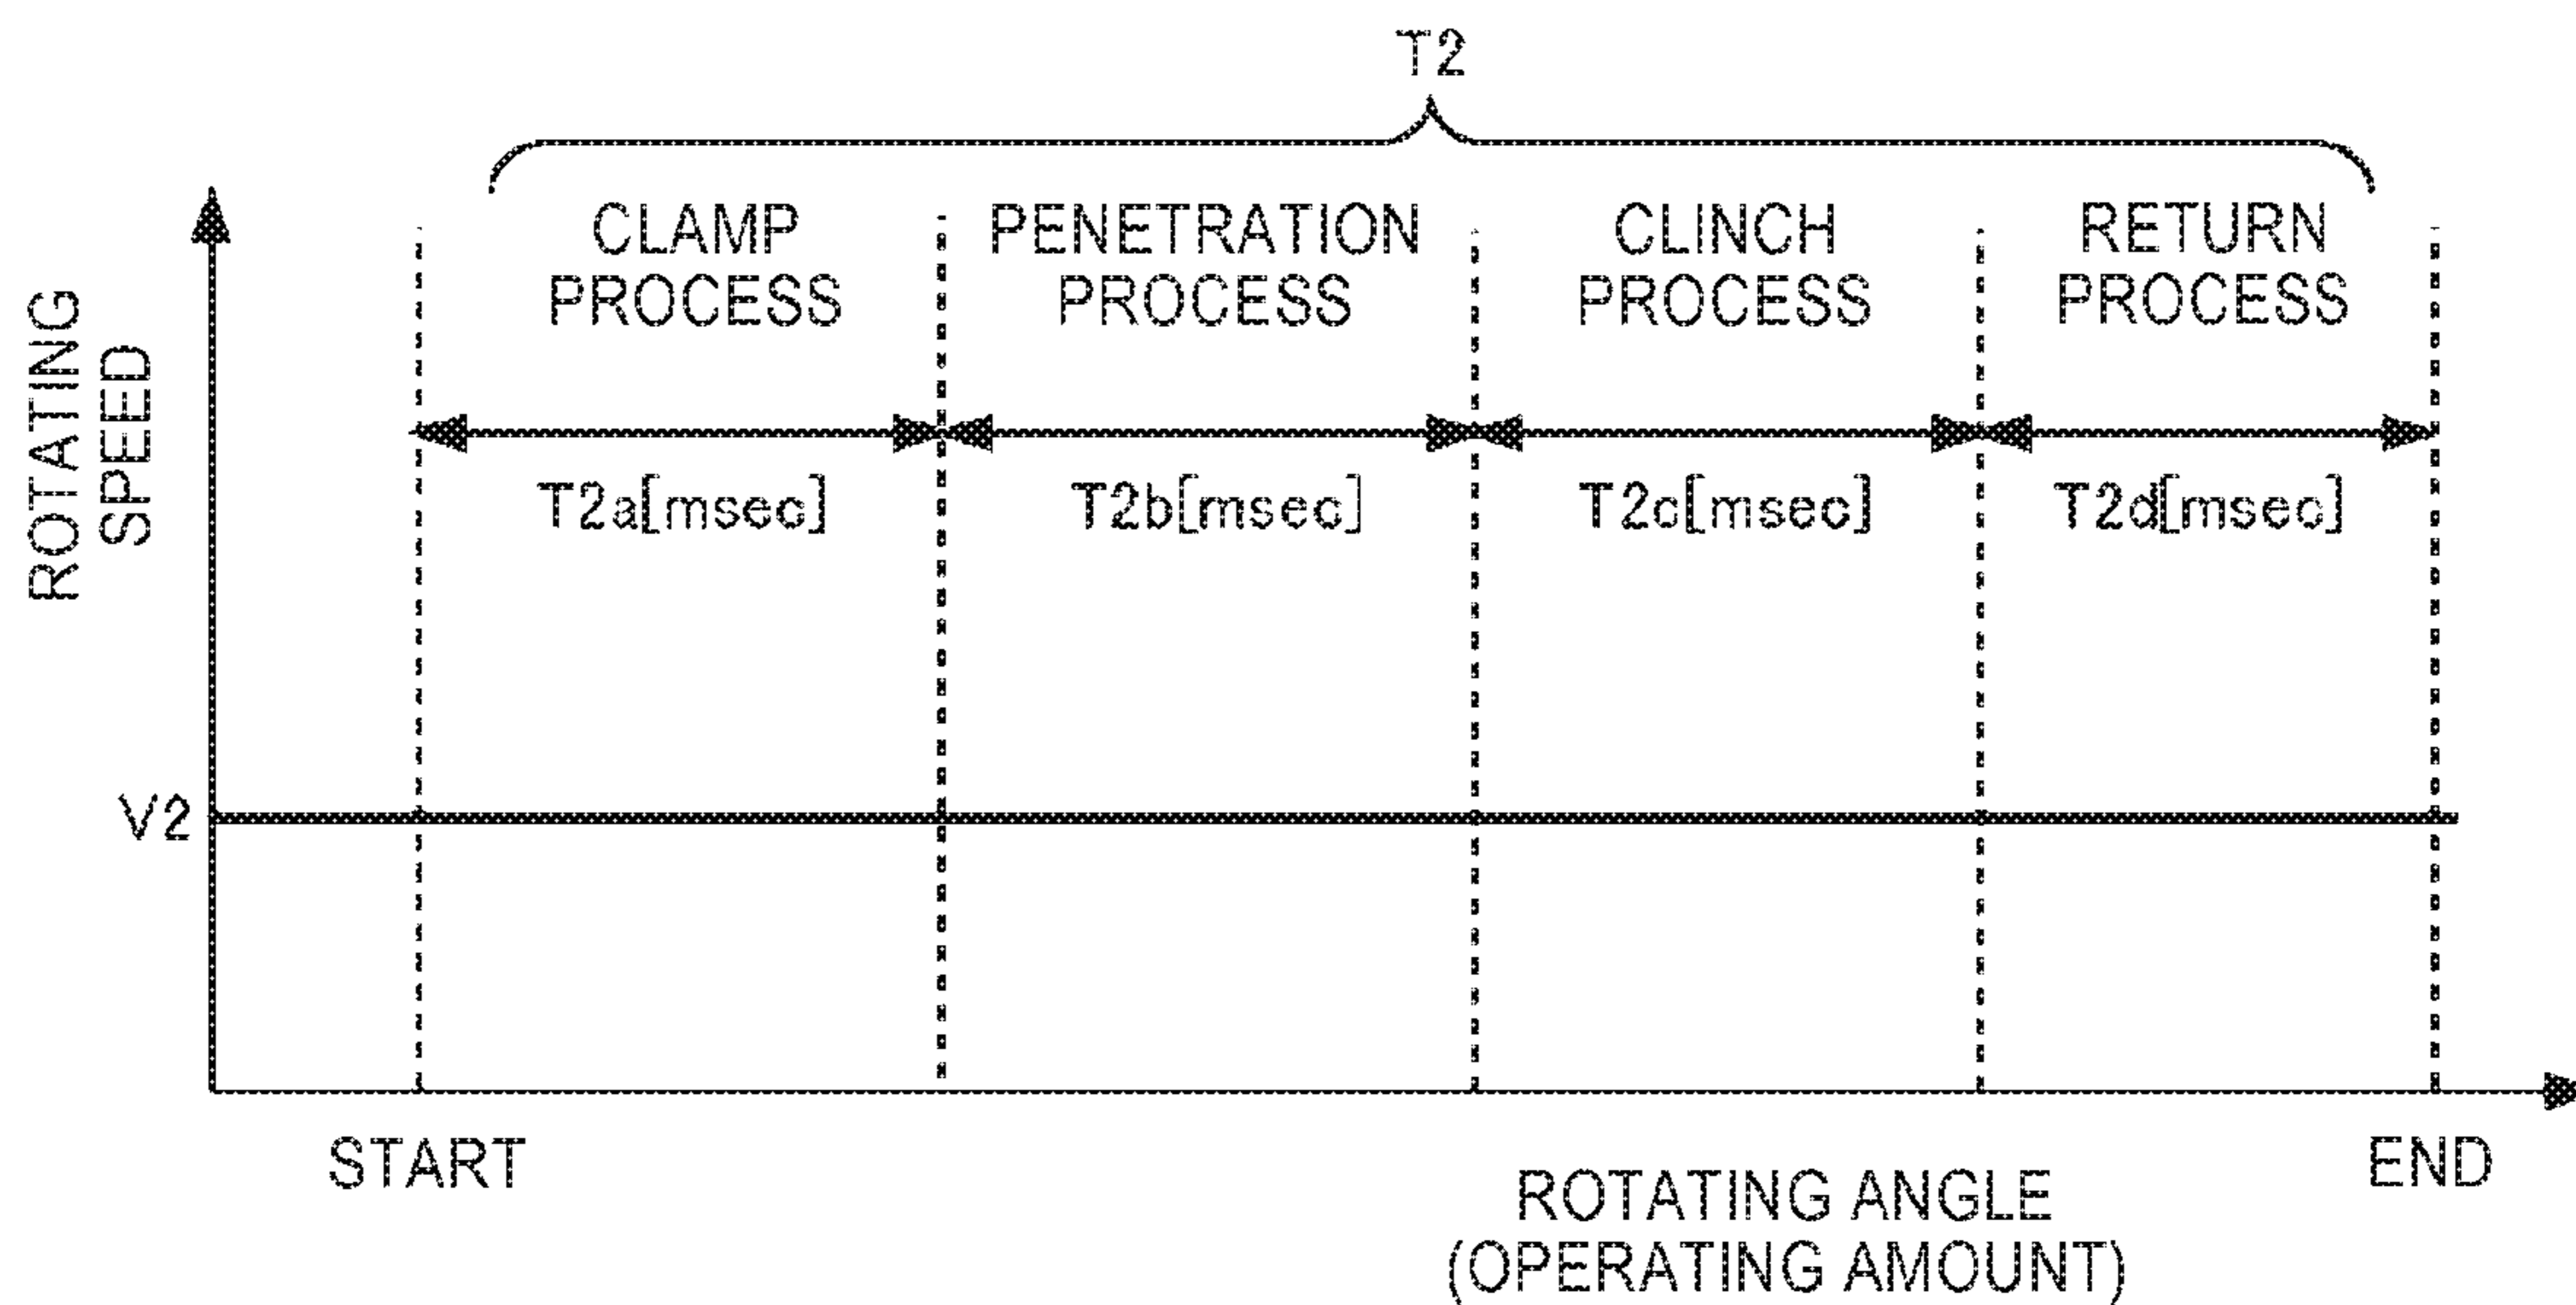 T2
ROTATING
SPEED
CLAMP
PROCESS
PENETRATION
PROCESS
CLINCH
PROCESS
RETURN
PROCESS
T2a[msec]
T2b[msec]
T2c[msec]
T2d[msec]
V2
START
END
ROTATING ANGLE
(OPERATING AMOUNT)